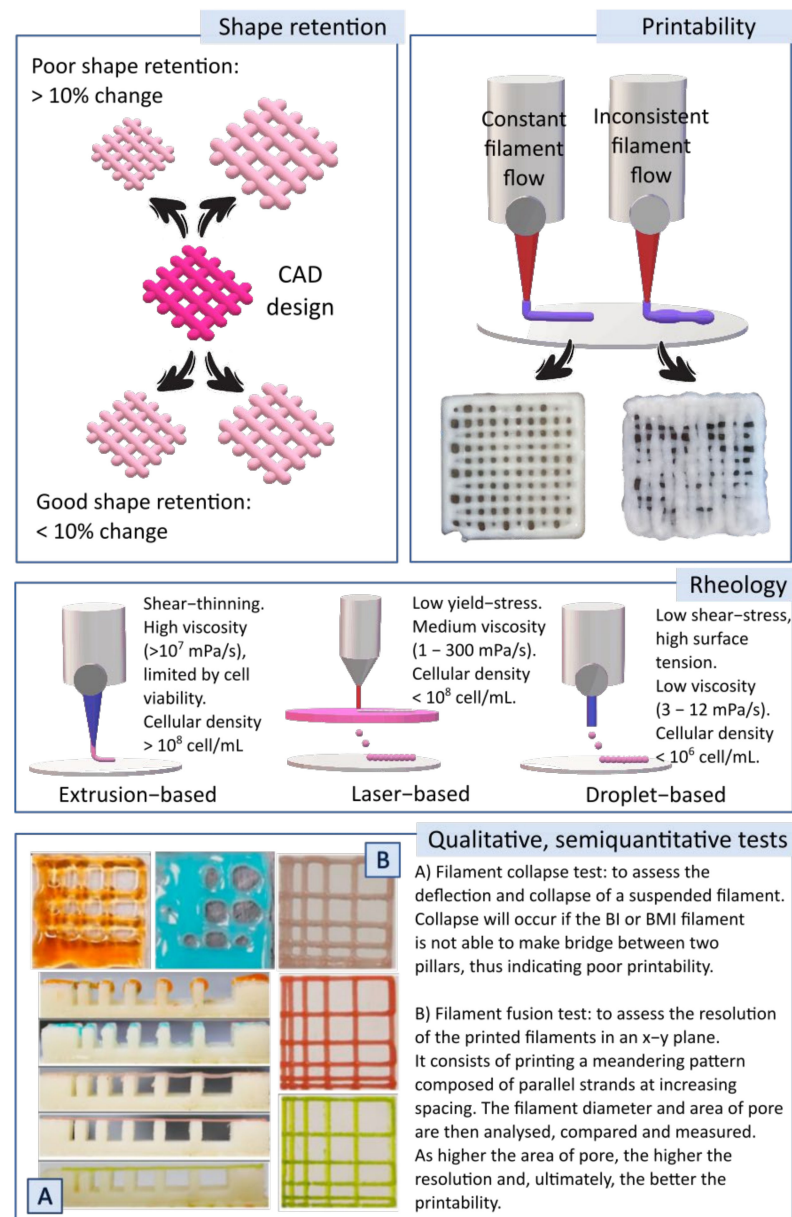 Shape retention
Poor shape retention:
> 10% change
CAD
design
Good shape retention:
< 10% change
Printability
Constant
filament
flow
Inconsistent
filament
flow
Rheology
Shear−thinning.
High viscosity
(>10⁷ mPa/s),
limited by cell
viability.
Cellular density
> 10⁸ cell/mL
Extrusion−based
Low yield−stress.
Medium viscosity
(1 − 300 mPa/s).
Cellular density
< 10⁸ cell/mL.
Laser−based
Low shear−stress,
high surface
tension.
Low viscosity
(3 − 12 mPa/s).
Cellular density
< 10⁶ cell/mL.
Droplet−based
Qualitative, semiquantitative tests
B
A
A) Filament collapse test: to assess the
deflection and collapse of a suspended filament.
Collapse will occur if the BI or BMI filament
is not able to make bridge between two
pillars, thus indicating poor printability.
B) Filament fusion test: to assess the resolution
of the printed filaments in an x−y plane.
It consists of printing a meandering pattern
composed of parallel strands at increasing
spacing. The filament diameter and area of pore
are then analysed, compared and measured.
As higher the area of pore, the higher the
resolution and, ultimately, the better the
printability.